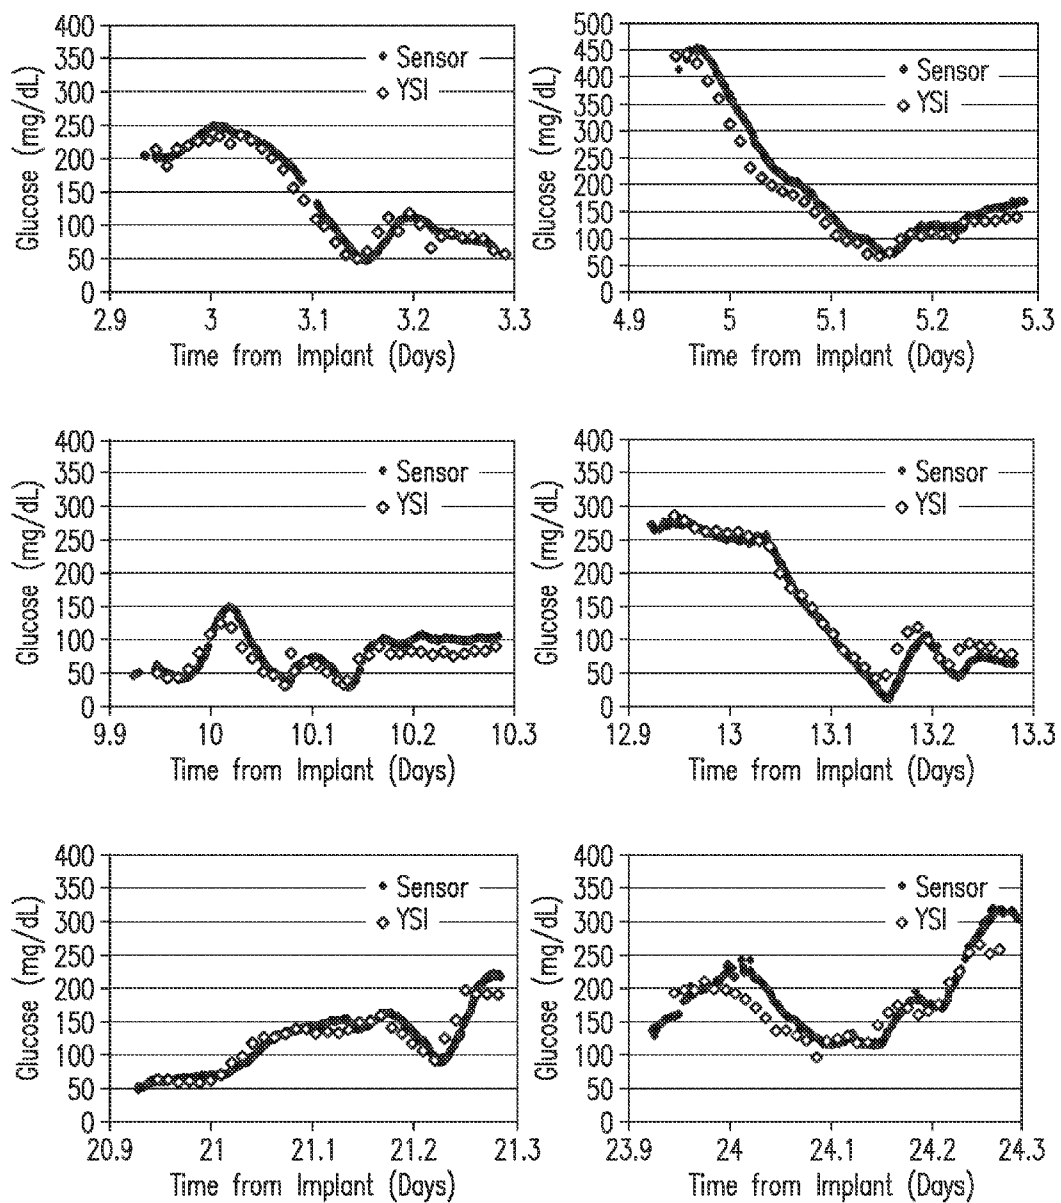 Glucose (mg/dL)
400
350
300
250
200
150
100
50
0
Sensor
YSI
2.9 3 3.1 3.2 3.3
Time from Implant (Days)
Glucose (mg/dL)
500
450
400
350
300
250
200
150
100
50
0
Sensor
YSI
4.9 5 5.1 5.2 5.3
Time from Implant (Days)
Glucose (mg/dL)
400
350
300
250
200
150
100
50
0
Sensor
YSI
9.9 10 10.1 10.2 10.3
Time from Implant (Days)
Glucose (mg/dL)
400
350
300
250
200
150
100
50
0
Sensor
YSI
12.9 13 13.1 13.2 13.3
Time from Implant (Days)
Glucose (mg/dL)
400
350
300
250
200
150
100
50
0
Sensor
YSI
20.9 21 21.1 21.2 21.3
Time from Implant (Days)
Glucose (mg/dL)
400
350
300
250
200
150
100
50
0
Sensor
YSI
23.9 24 24.1 24.2 24.3
Time from Implant (Days)